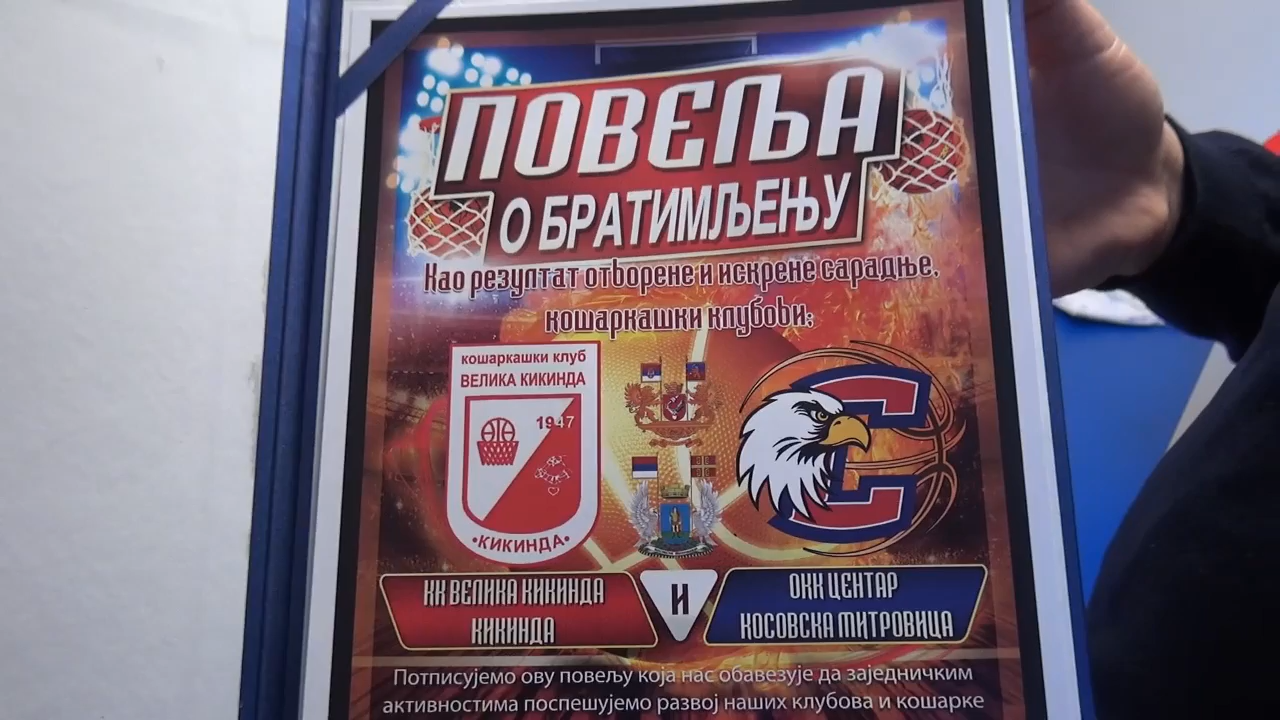 ПОВЕЉА
О БРАТИМЉЕЊУ
Као резултат отворене и искрене сарадње,
кошаркашки клубови:
кошаркашки клуб
ВЕЛИКА КИКИНДА
1947
•КИКИНДА•
КК ВЕЛИКА КИКИНДА
КИКИНДА
И
ОКК ЦЕНТАР
КОСОВСКА МИТРОВИЦА
Потписујемо ову повељу која нас обавезује да заједничким
активностима поспешујемо развој наших клубова и кошарке